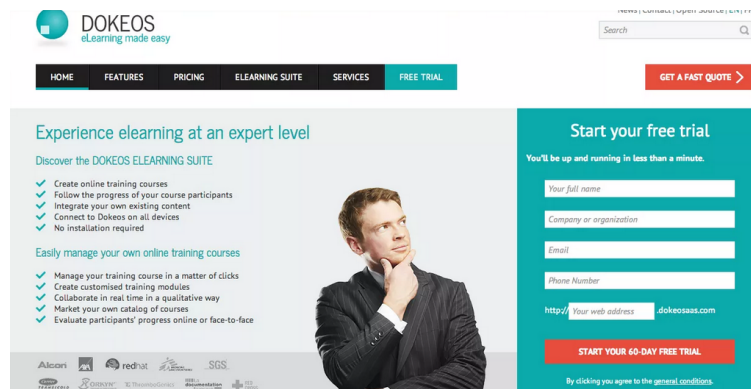 DOKEOS
eLearning made easy
News | Contact | Open Source | EN |
Search
HOME FEATURES PRICING ELEARNING SUITE SERVICES FREE TRIAL
GET A FAST QUOTE
Experience elearning at an expert level
Discover the DOKEOS ELEARNING SUITE
Create online training courses
Follow the progress of your course participants
Integrate your own existing content
Connect to Dokeos on all devices
No installation required
Easily manage your own online training courses
Manage your training course in a matter of clicks
Create customised training modules
Collaborate in real time in a qualitative way
Market your own catalog of courses
Evaluate participants' progress online or face-to-face
Start your free trial
You'll be up and running in less than a minute.
Your full name
Company or organization
Email
Phone Number
http:// Your web address .dokeosaas.com
START YOUR 60-DAY FREE TRIAL
By clicking you agree to the general conditions.
Alcon redhat SGS
ThromboGenics documentation